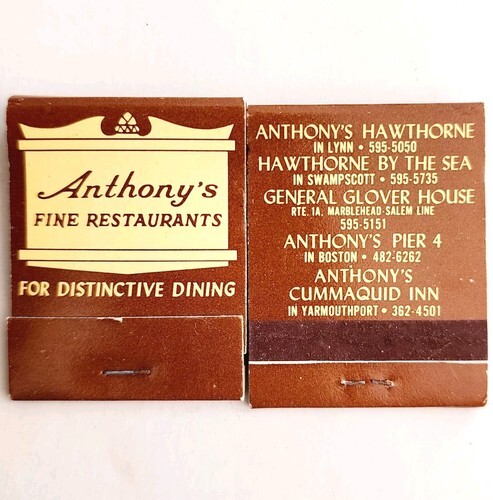 Anthony's
FINE RESTAURANTS
FOR DISTINCTIVE DINING
ANTHONY'S HAWTHORNE
IN LYNN • 595-5050
HAWTHORNE BY THE SEA
IN SWAMPSCOTT • 595-5735
GENERAL GLOVER HOUSE
RTE. 1A. MARBLEHEAD-SALEM LINE
595-5151
ANTHONY'S PIER 4
IN BOSTON • 482-6262
ANTHONY'S
CUMMAQUID INN
IN YARMOUTHPORT • 362-4501